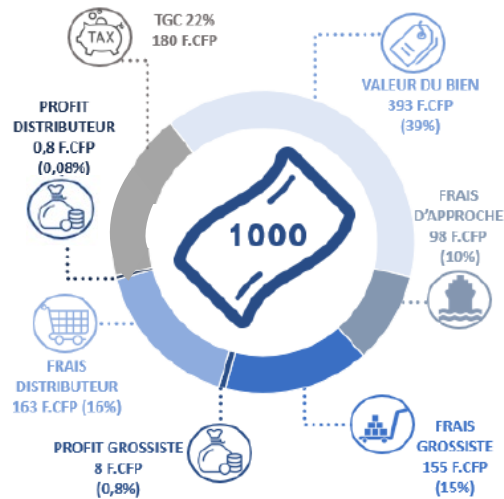 TGC 22%
180 F.CFP
TAX
VALEUR DU BIEN
393 F.CFP
(39%)
PROFIT
DISTRIBUTEUR
0,8 F.CFP
(0,08%)
FRAIS
D'APPROCHE
98 F.CFP
(10%)
1000
FRAIS
DISTRIBUTEUR
163 F.CFP (16%)
PROFIT GROSSISTE
8 F.CFP
(0,8%)
FRAIS
GROSSISTE
155 F.CFP
(15%)